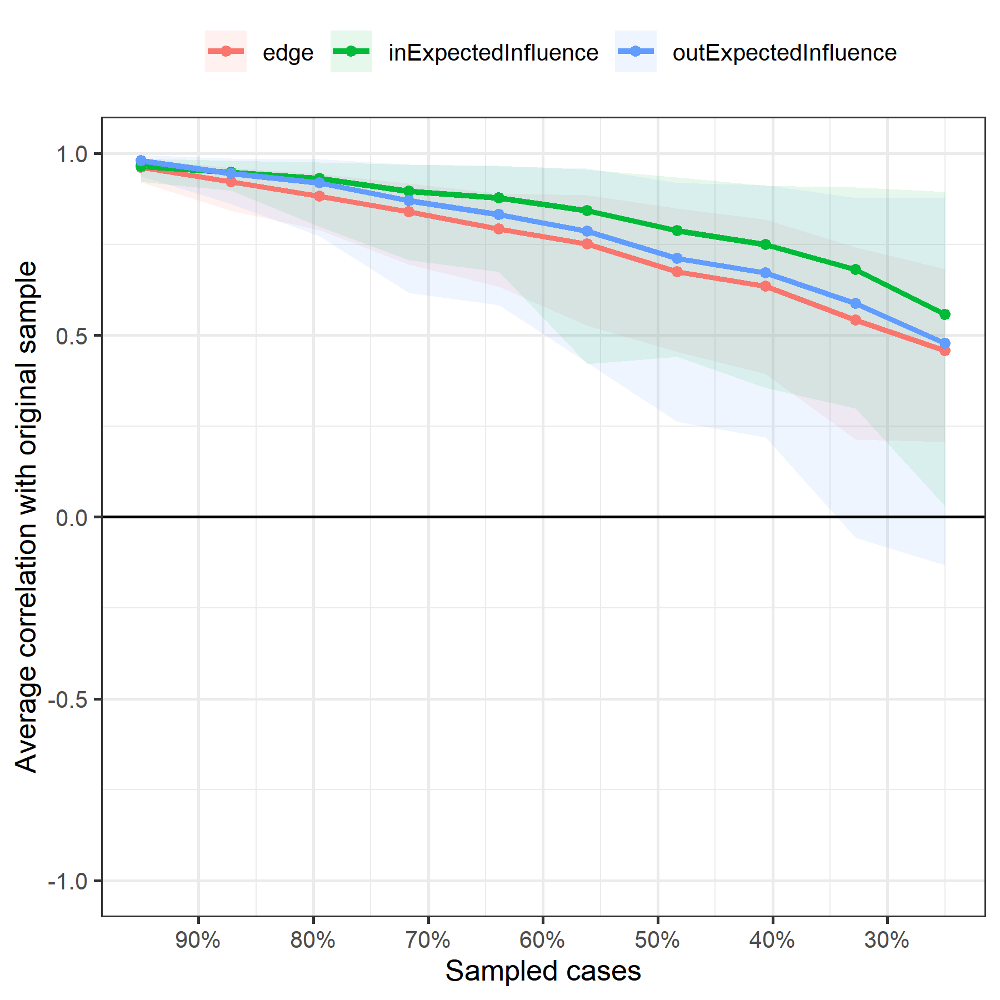 edge inExpectedInfluence outExpectedInfluence
Average correlation with original sample
1.0
0.5
0.0
-0.5
-1.0
90% 80% 70% 60% 50% 40% 30%
Sampled cases